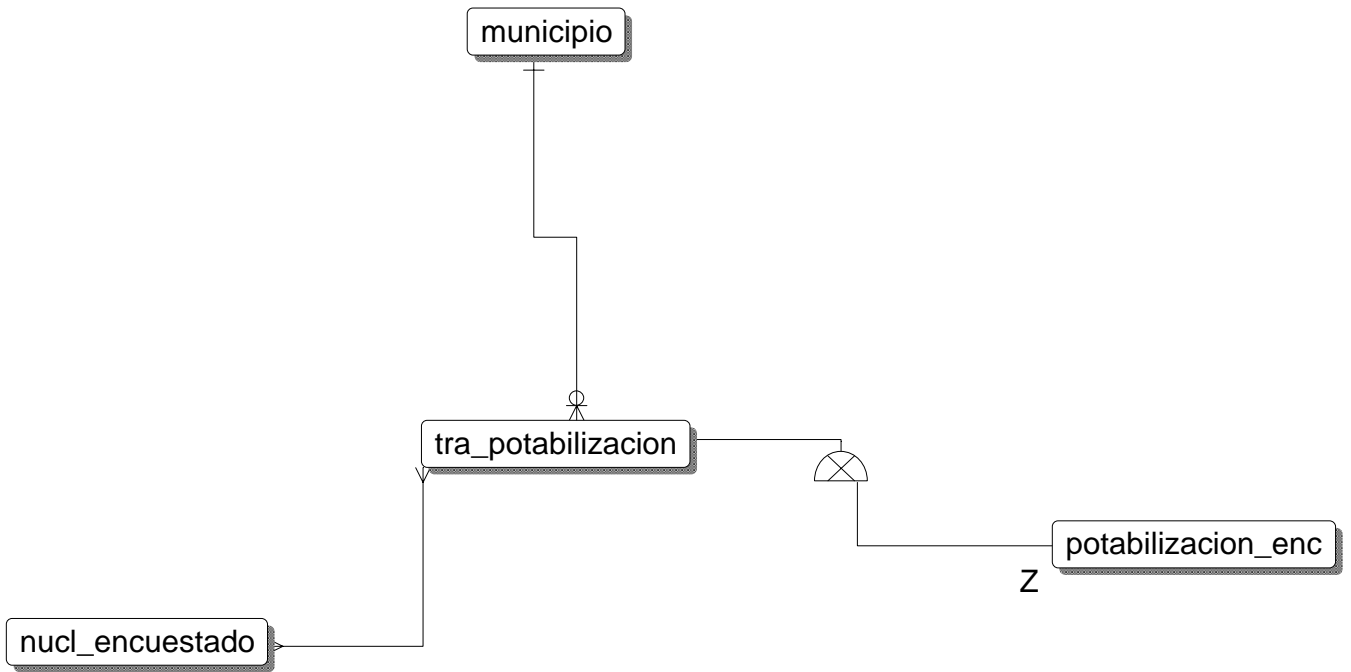 municipio
tra_potabilizacion
potabilizacion_enc
Z
nucl_encuestado